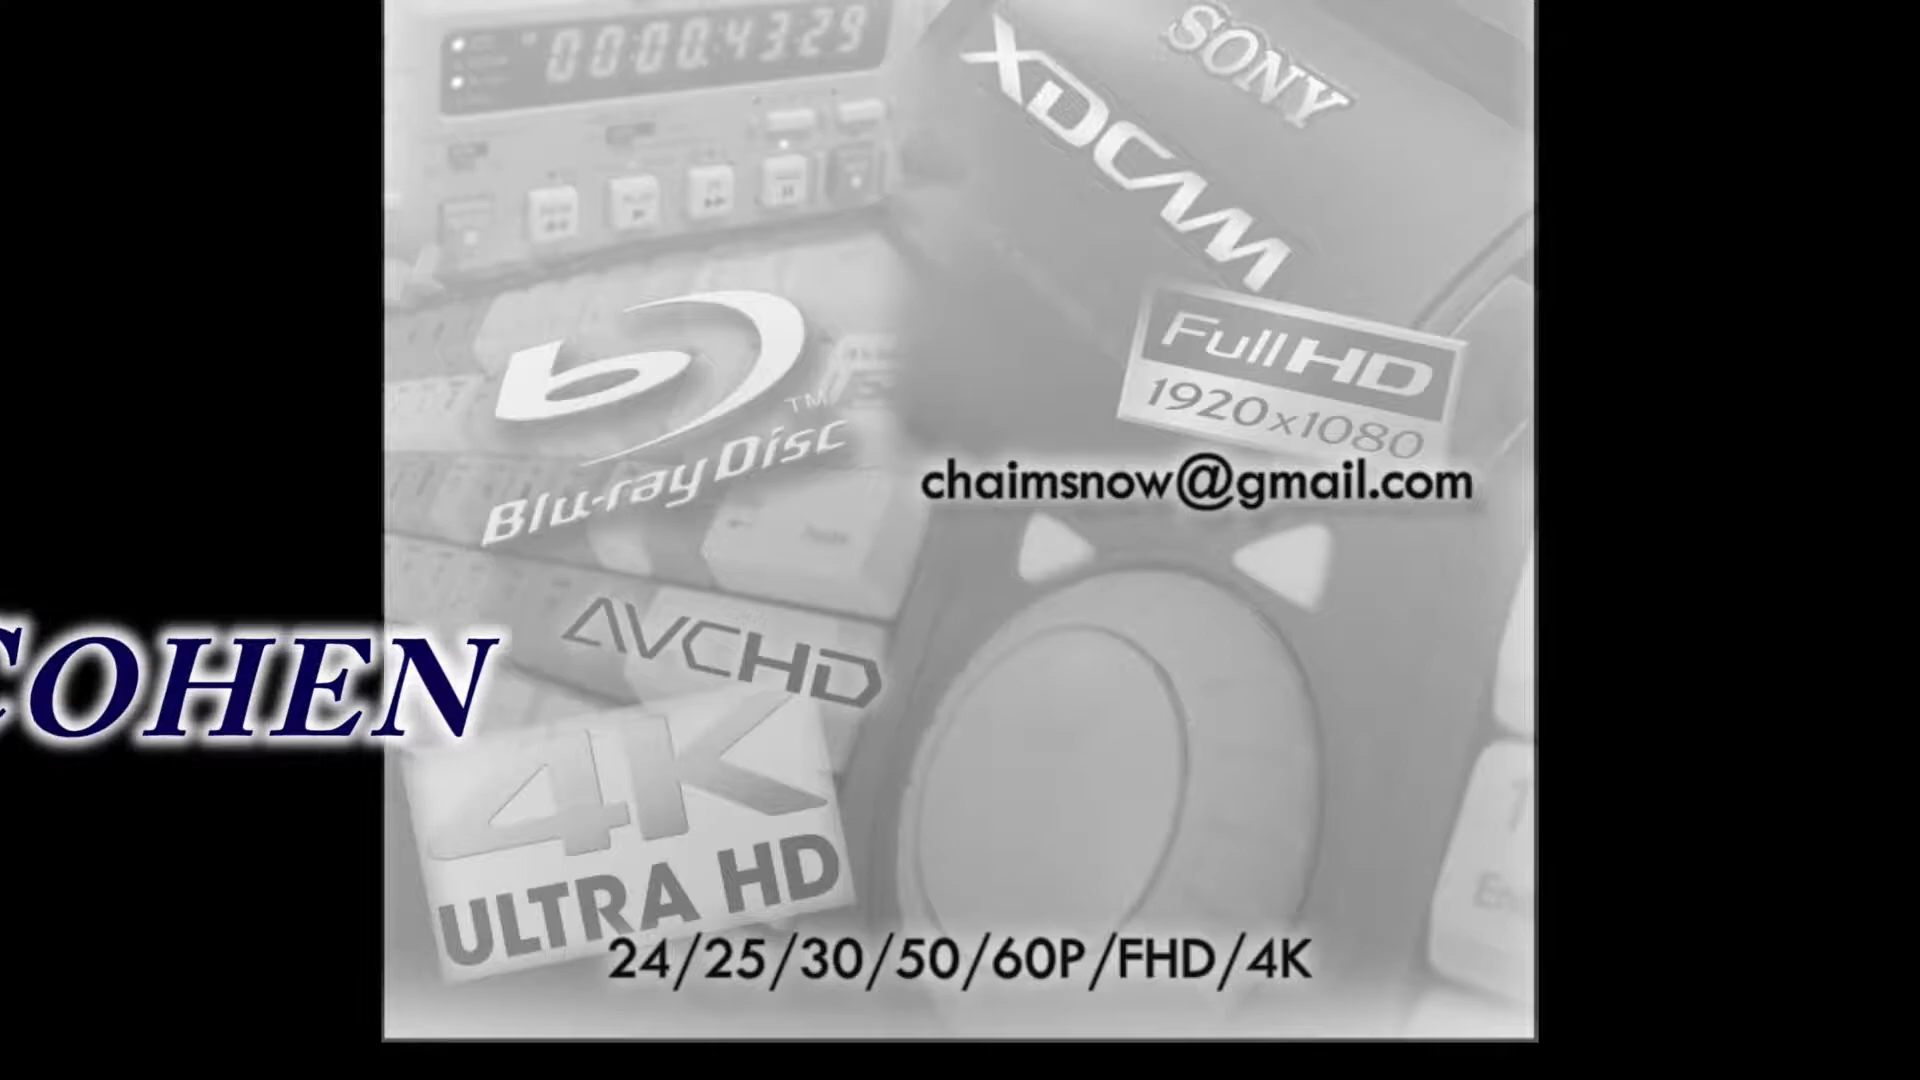 00:00:43:29
SONY
XDCAM
Full HD
1920x1080
Blu-ray Disc
TM
chaimsnow@gmail.com
AVCHD
COHEN
4K
ULTRA HD
24/25/30/50/60P/FHD/4K